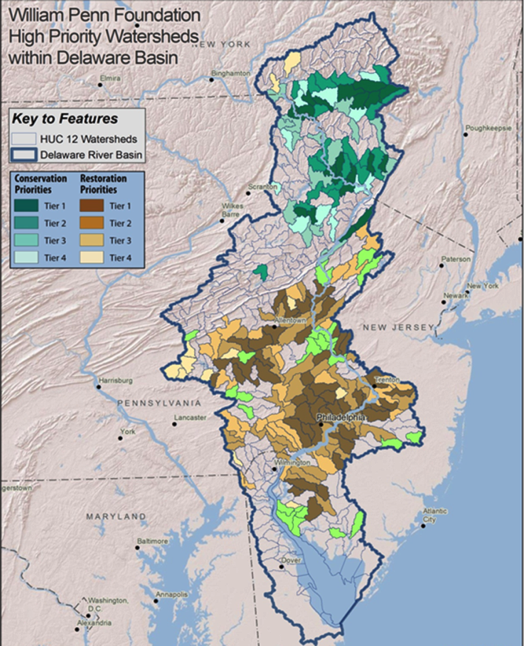 William Penn Foundation
High Priority Watersheds
within Delaware Basin
NEW YORK
Binghamton
Elmira
Key to Features
HUC 12 Watersheds
Delaware River Basin
Conservation Priorities
Restoration Priorities
Tier 1
Tier 1
Tier 2
Tier 2
Tier 3
Tier 3
Tier 4
Tier 4
Poughkeepsie
Scranton
Wilkes
Barre
Paterson
New York
Newark
NEW JERSEY
Harrisburg
Trenton
PENNSYLVANIA
Lancaster
Philadelphia
York
Wilmington
gerstown
MARYLAND
Atlantic
City
Baltimore
Dover
Annapolis
Washington,
D.C.
Alexandria